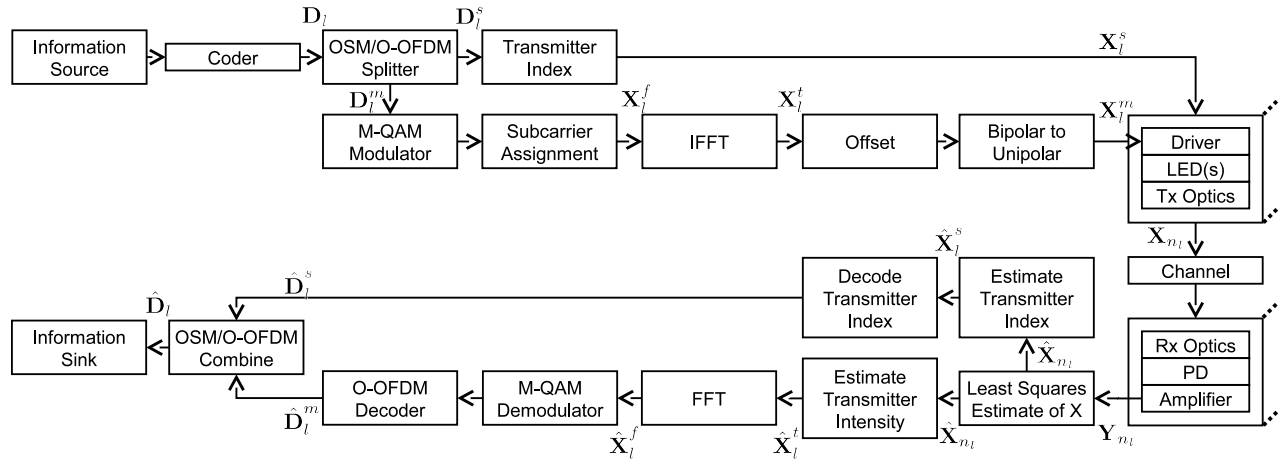 D_l
D_l^s
Information
Source
Coder
OSM/O-OFDM
Splitter
Transmitter
Index
X_l^s
D_l^m
X_l^f
X_l^t
X_l^m
M-QAM
Modulator
Subcarrier
Assignment
IFFT
Offset
Bipolar to
Unipolar
Driver
LED(s)
Tx Optics
X_{n_l}
X̂_l^s
Channel
D̂_l^s
Decode
Transmitter
Index
Estimate
Transmitter
Index
D̂_l
Information
Sink
OSM/O-OFDM
Combine
Rx Optics
PD
Amplifier
X̂_{n_l}
O-OFDM
Decoder
M-QAM
Demodulator
FFT
Estimate
Transmitter
Intensity
Least Squares
Estimate of X
D̂_l^m
X̂_l^f
X̂_l^t
X̂_{n_l}
Y_{n_l}